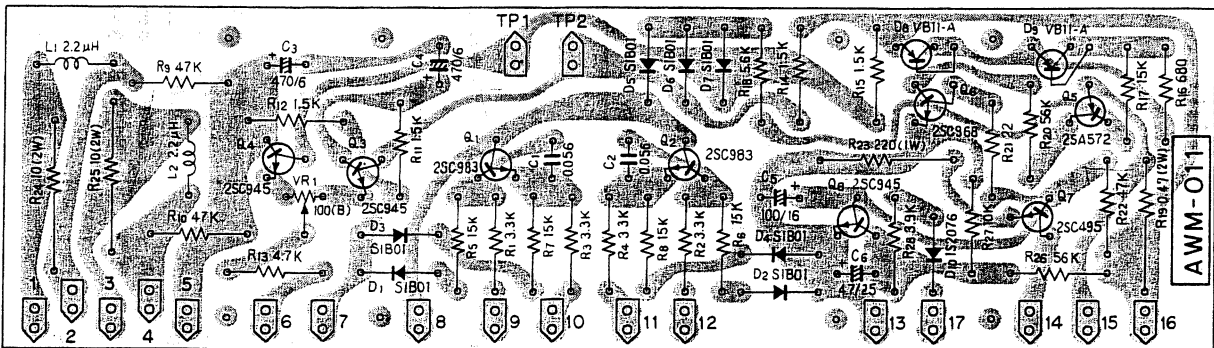 TP1 TP2
L1 2.2μH
R9 47K
C3
470/6
470/6
D5 S1B01
D6 S1B01
D7 S1B01
R18 5.6K
R14 1.5K
R15 1.5K
D8 VB11-A
D9 VB11-A
R17 15K
R16 680
R12 1.5K
R11 1.5K
Q4
2SC945
VR1
100(B)
Q3
2SC945
Q1
2SC983
C1
0.056
C2
0.056
Q2
2SC983
Q6
2SC968
R21 22
R20 56K
Q5
2SA572
R23 220(1W)
R24 10(2W)
R25 10(2W)
L2 2.2μH
R10 47K
R13 4.7K
D3
S1B01
D1 S1B01
R5 15K
R1 3.3K
R7 15K
R3 3.3K
R4 3.3K
R8 15K
R2 3.3K
R6 15K
C5
100/16
D4 S1B01
D2 S1B01
Q8 2SC945
C6
47/25
R28 3.9K
D10 1S2076
R27 10K
Q7
2SC495
R26 56K
R22 47K
R19 0.47(2W)
AWM-011
1 2 3 4 5 6 7 8 9 10 11 12 13 17 14 15 16